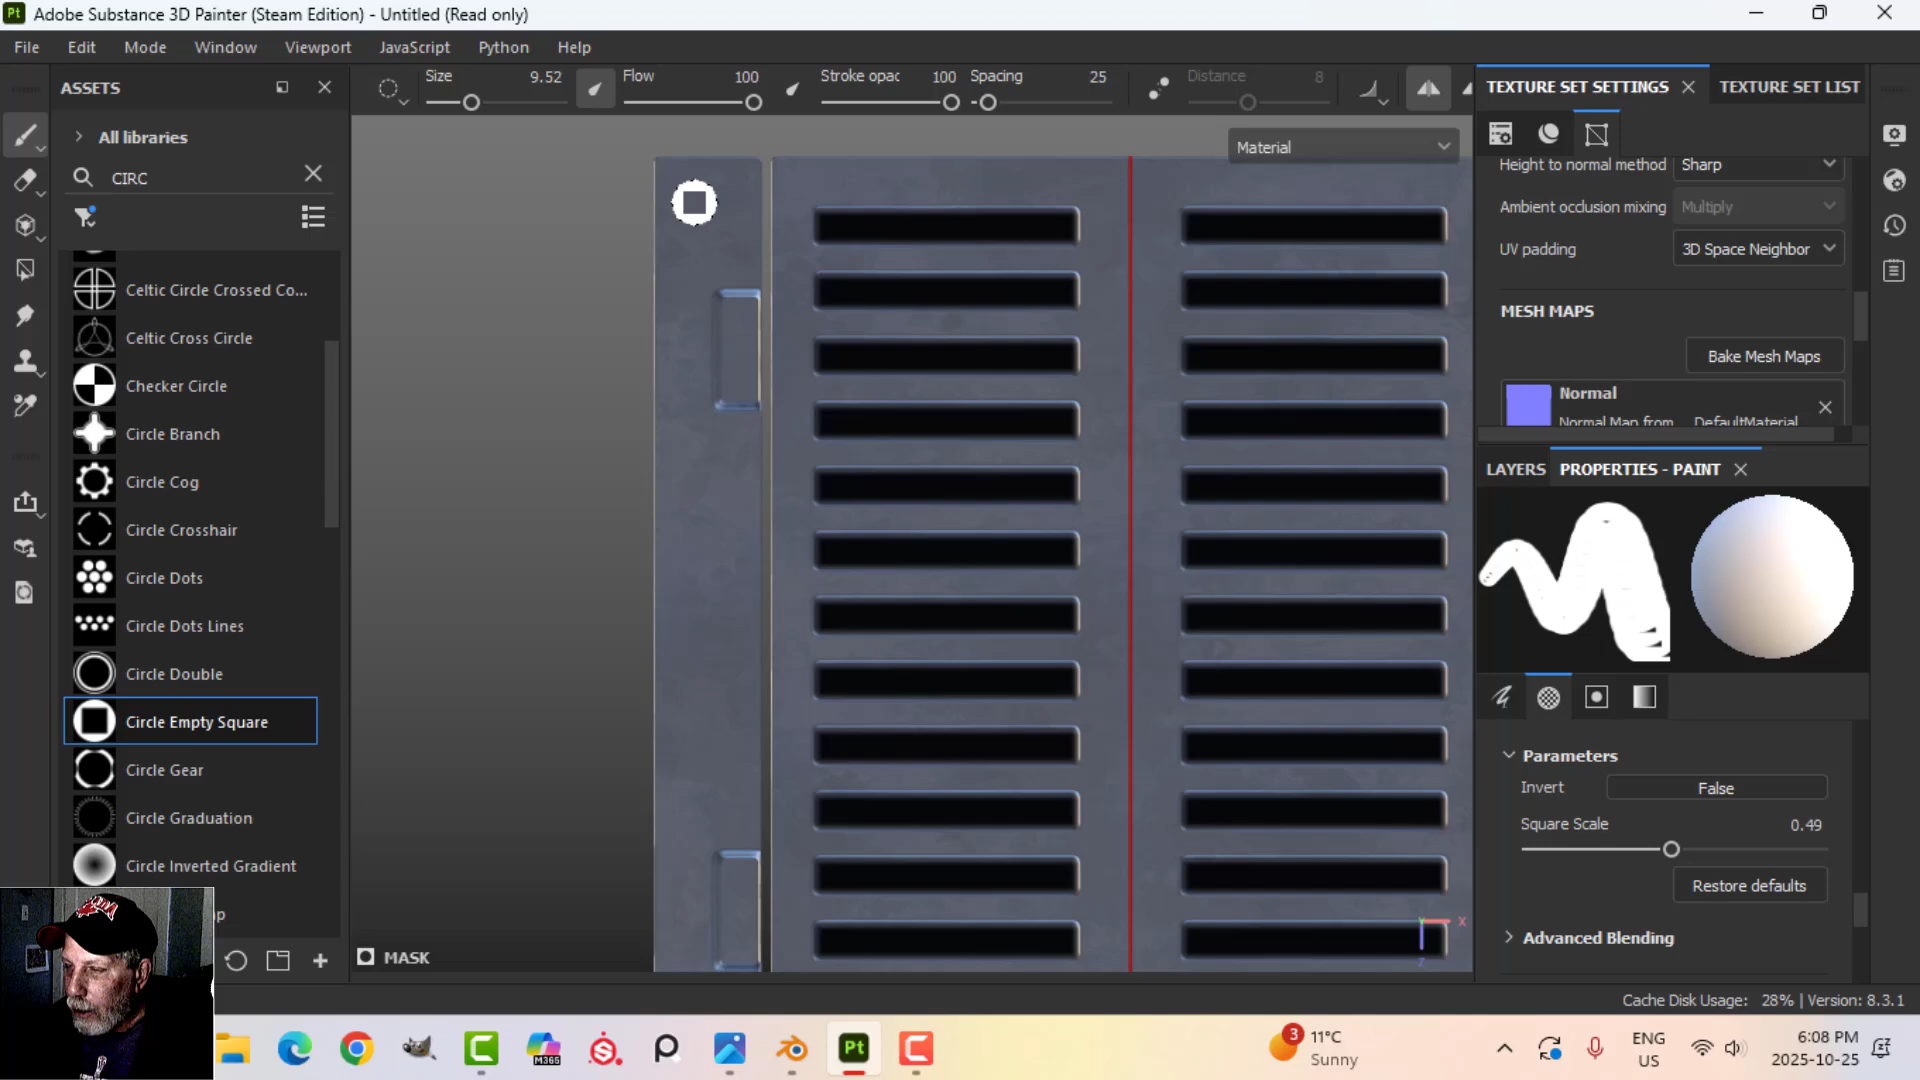 Adobe Substance 3D Painter (Steam Edition) - Untitled (Read only)
File Edit Mode Window Viewport JavaScript Python Help
ASSETS
All libraries
CIRC
Celtic Circle Crossed Co...
Celtic Cross Circle
Checker Circle
Circle Branch
Circle Cog
Circle Crosshair
Circle Dots
Circle Dots Lines
Circle Double
Circle Empty Square
Circle Gear
Circle Graduation
Circle Inverted Gradient
Size 9.52 Flow 100 Stroke opac 100 Spacing 25 Distance 8
Material
MASK
TEXTURE SET SETTINGS TEXTURE SET LIST
Height to normal method Sharp
Ambient occlusion mixing Multiply
UV padding 3D Space Neighbor
MESH MAPS
Bake Mesh Maps
Normal
Normal Map from DefaultMaterial
LAYERS PROPERTIES - PAINT
Parameters
Invert False
Square Scale 0.49
Restore defaults
Advanced Blending
Cache Disk Usage: 28% | Version: 8.3.1
Pt
M365
Pt
3
11°C
Sunny
ENG
US
6:08 PM
2025-10-25